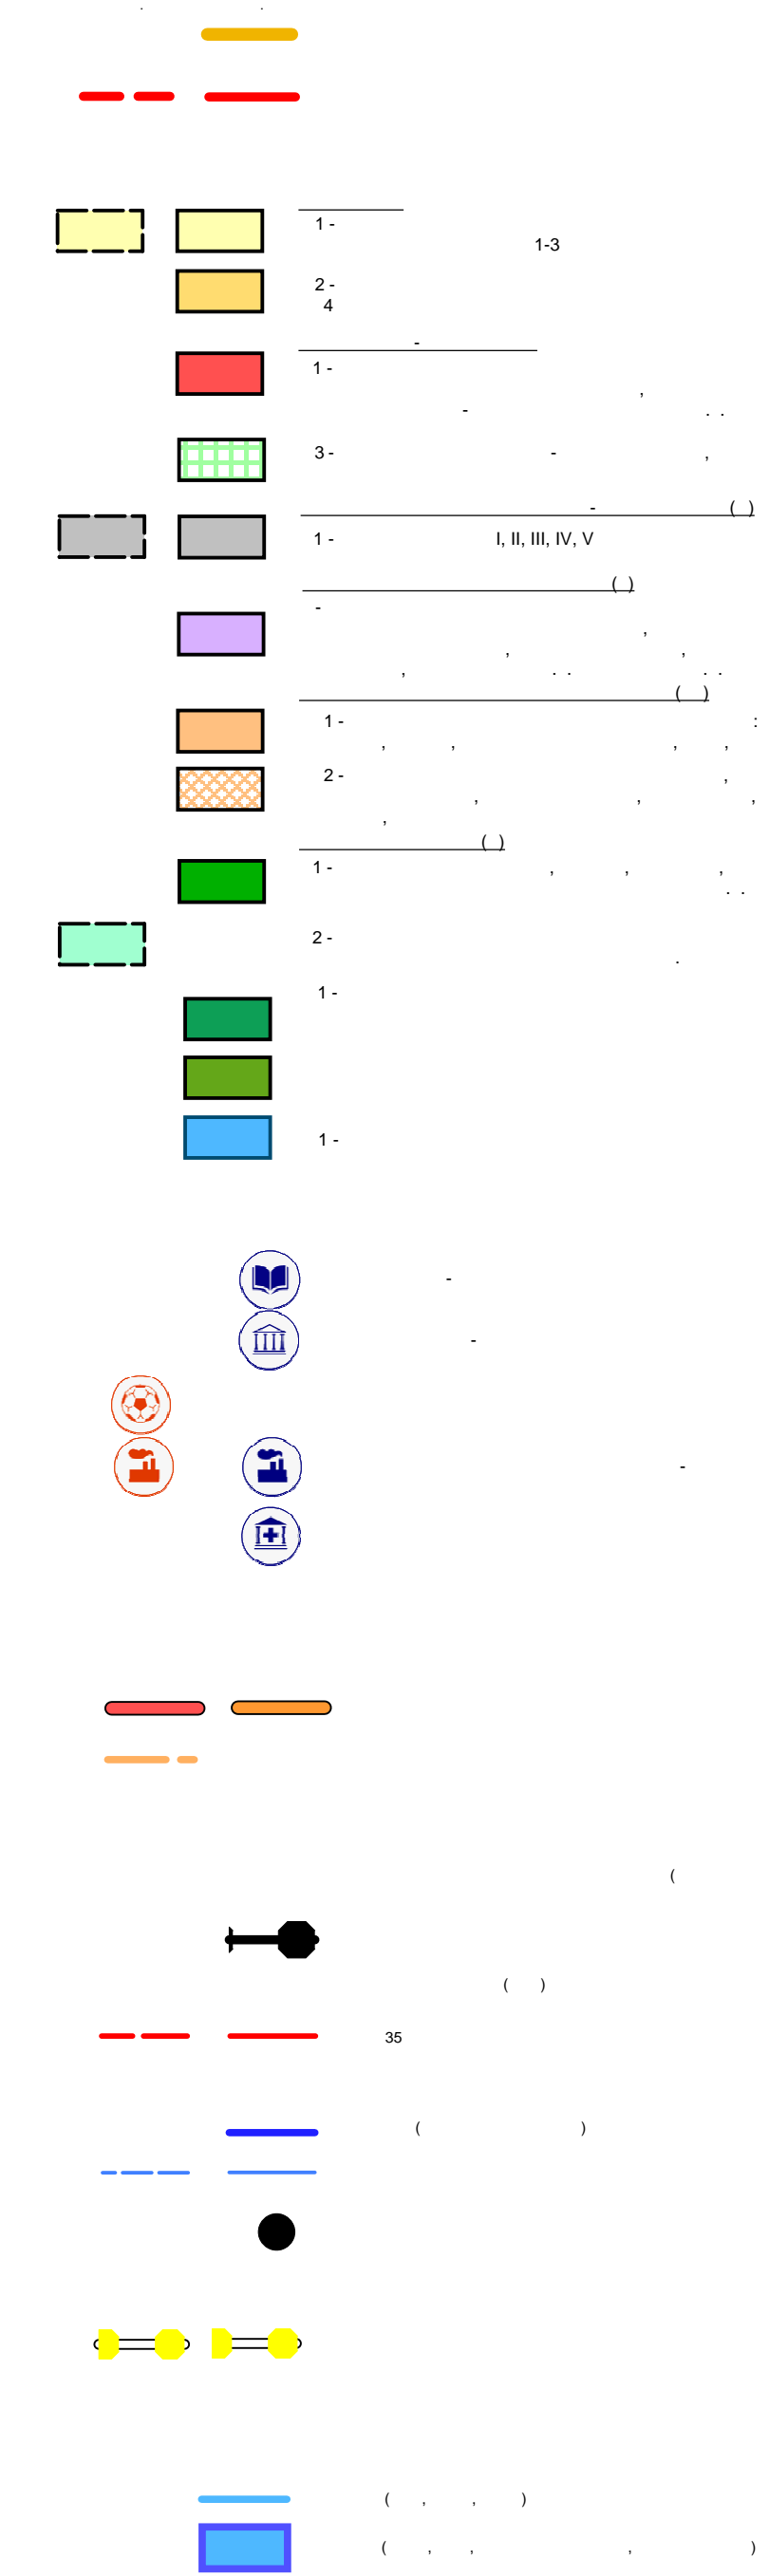 . .
1 -
1-3
2 -
4
-
1 -
,
- . .
3 - - ,
- ( )
1 - I, II, III, IV, V
( )
-
,
, ,
, . . . .
( )
1 - :
, , , , ,
2 - ,
, , ,
,
( )
1 - , , ,
. .
2 -
.
1 -
1 -
-
-
-
(
( )
35
( )
( , , )
( , , , )